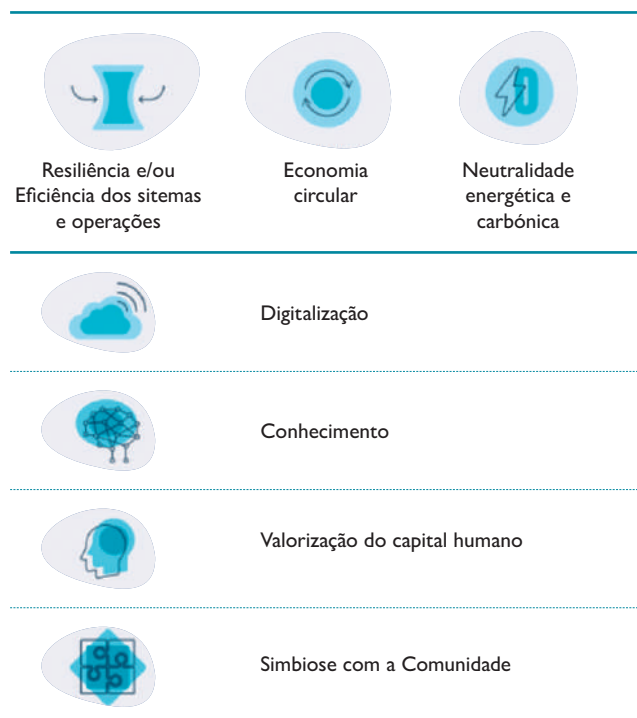 Resiliência e/ou
Eficiência dos sitemas
e operações
Economia
circular
Neutralidade
energética e
carbónica
Digitalização
Conhecimento
Valorização do capital humano
Simbiose com a Comunidade